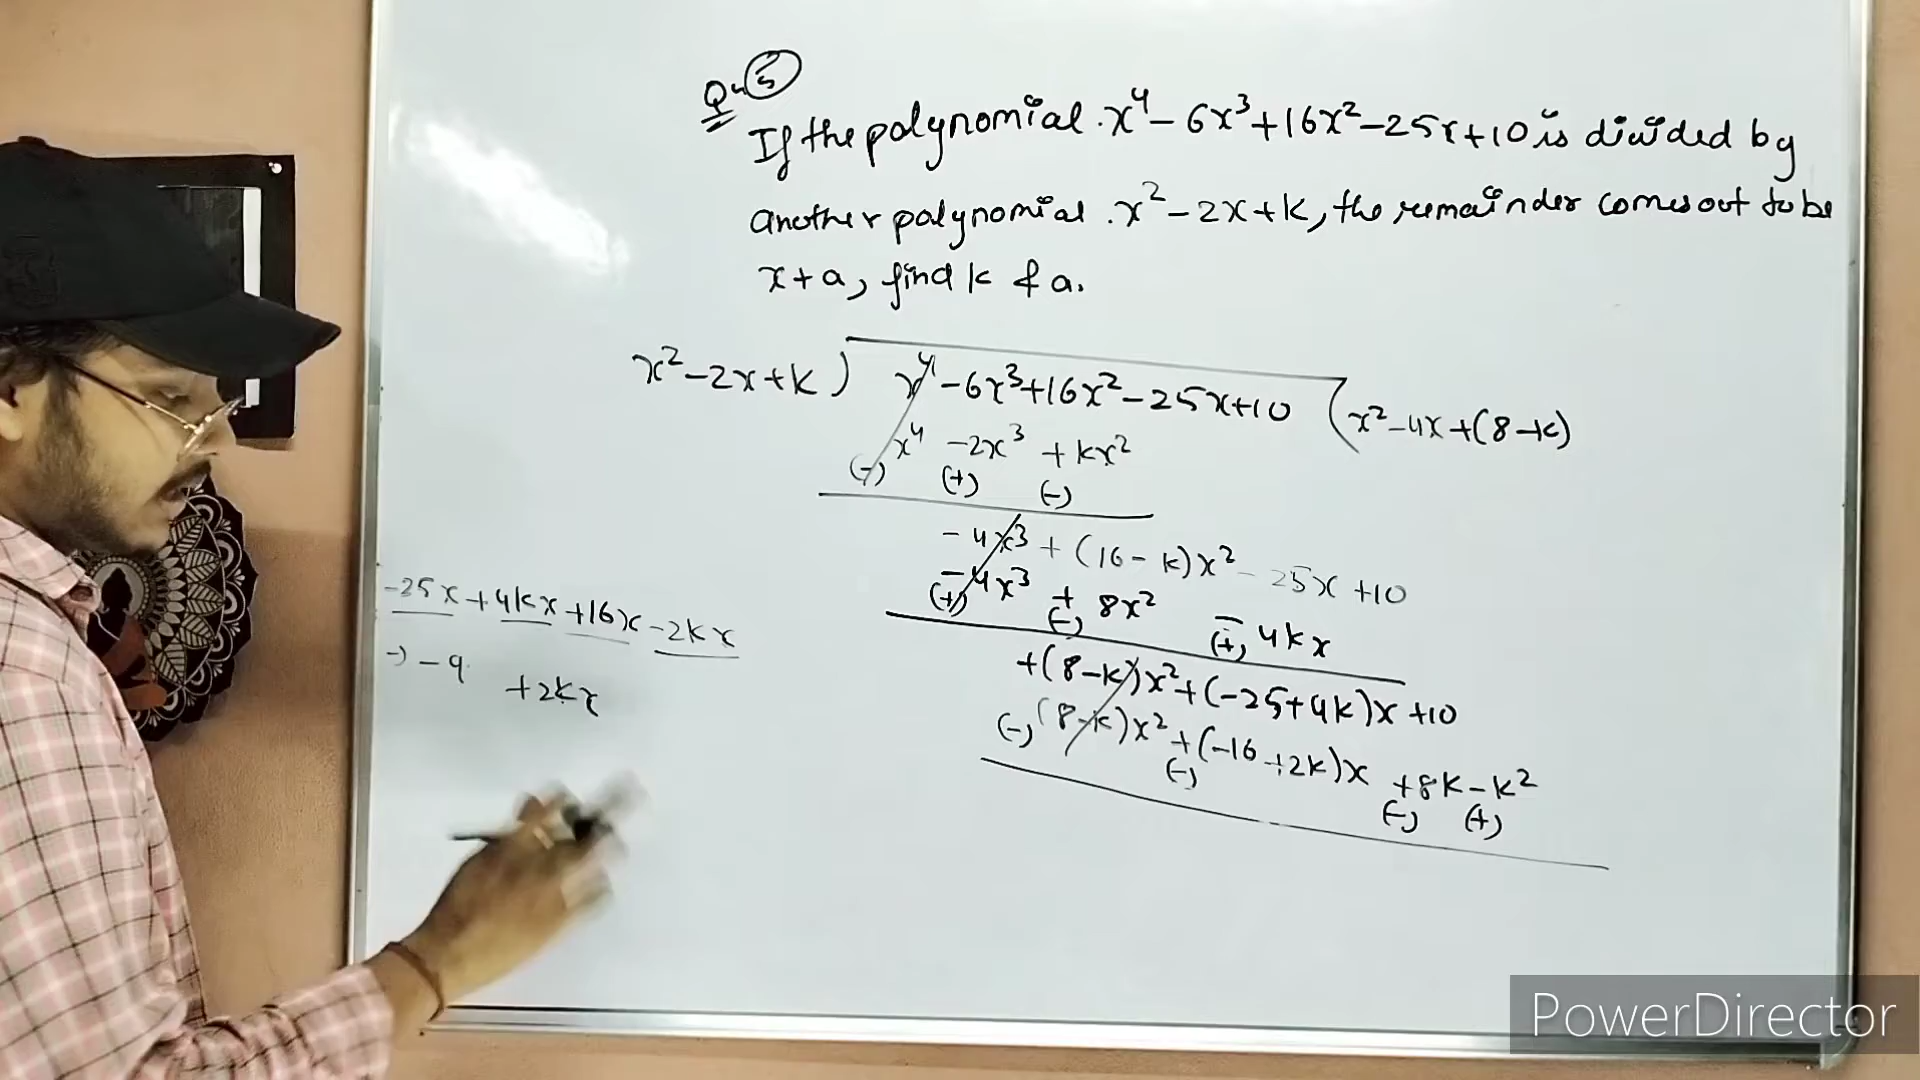 Q4 5
If the polynomial x⁴ - 6x³ + 16x² - 25x + 10 is divided by
another polynomial x² - 2x + k, the remainder comes out to be
x + a, find k & a.
x² - 2x + k ) x⁴ - 6x³ + 16x² - 25x + 10 ( x² - 4x + (8 - k)
x⁴ - 2x³ + kx²
(-) (+) (-)
- 4x³ + (16 - k)x² - 25x + 10
- 4x³ + 8x² - 4kx
(+) (-) (+)
+ (8 - k)x² + (-25 + 4k)x + 10
(-) (8 - k)x² + (-16 + 2k)x + 8k - k²
(-) (-) (+)
-25x + 4kx + 16x - 2kx
-) - 9 + 2kx
PowerDirector